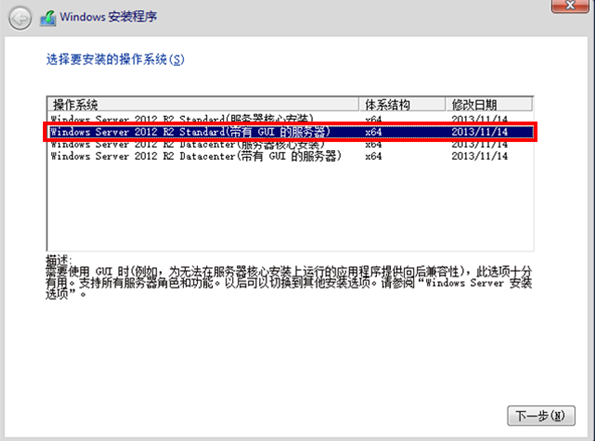 Windows 安装程序
选择要安装的操作系统(S)
操作系统 体系结构 修改日期
Windows Server 2012 R2 Standard(服务器核心安装) x64 2013/11/14
Windows Server 2012 R2 Standard(带有 GUI 的服务器) x64 2013/11/14
Windows Server 2012 R2 Datacenter(服务器核心安装) x64 2013/11/14
Windows Server 2012 R2 Datacenter(带有 GUI 的服务器) x64 2013/11/14
描述:
需要使用 GUI 时(例如，为无法在服务器核心安装上运行的应用程序提供向后兼容性)，此选项十分
有用。支持所有服务器角色和功能。以后可以切换到其他安装选项。请参阅“Windows Server 安装
选项”。
下一步(N)